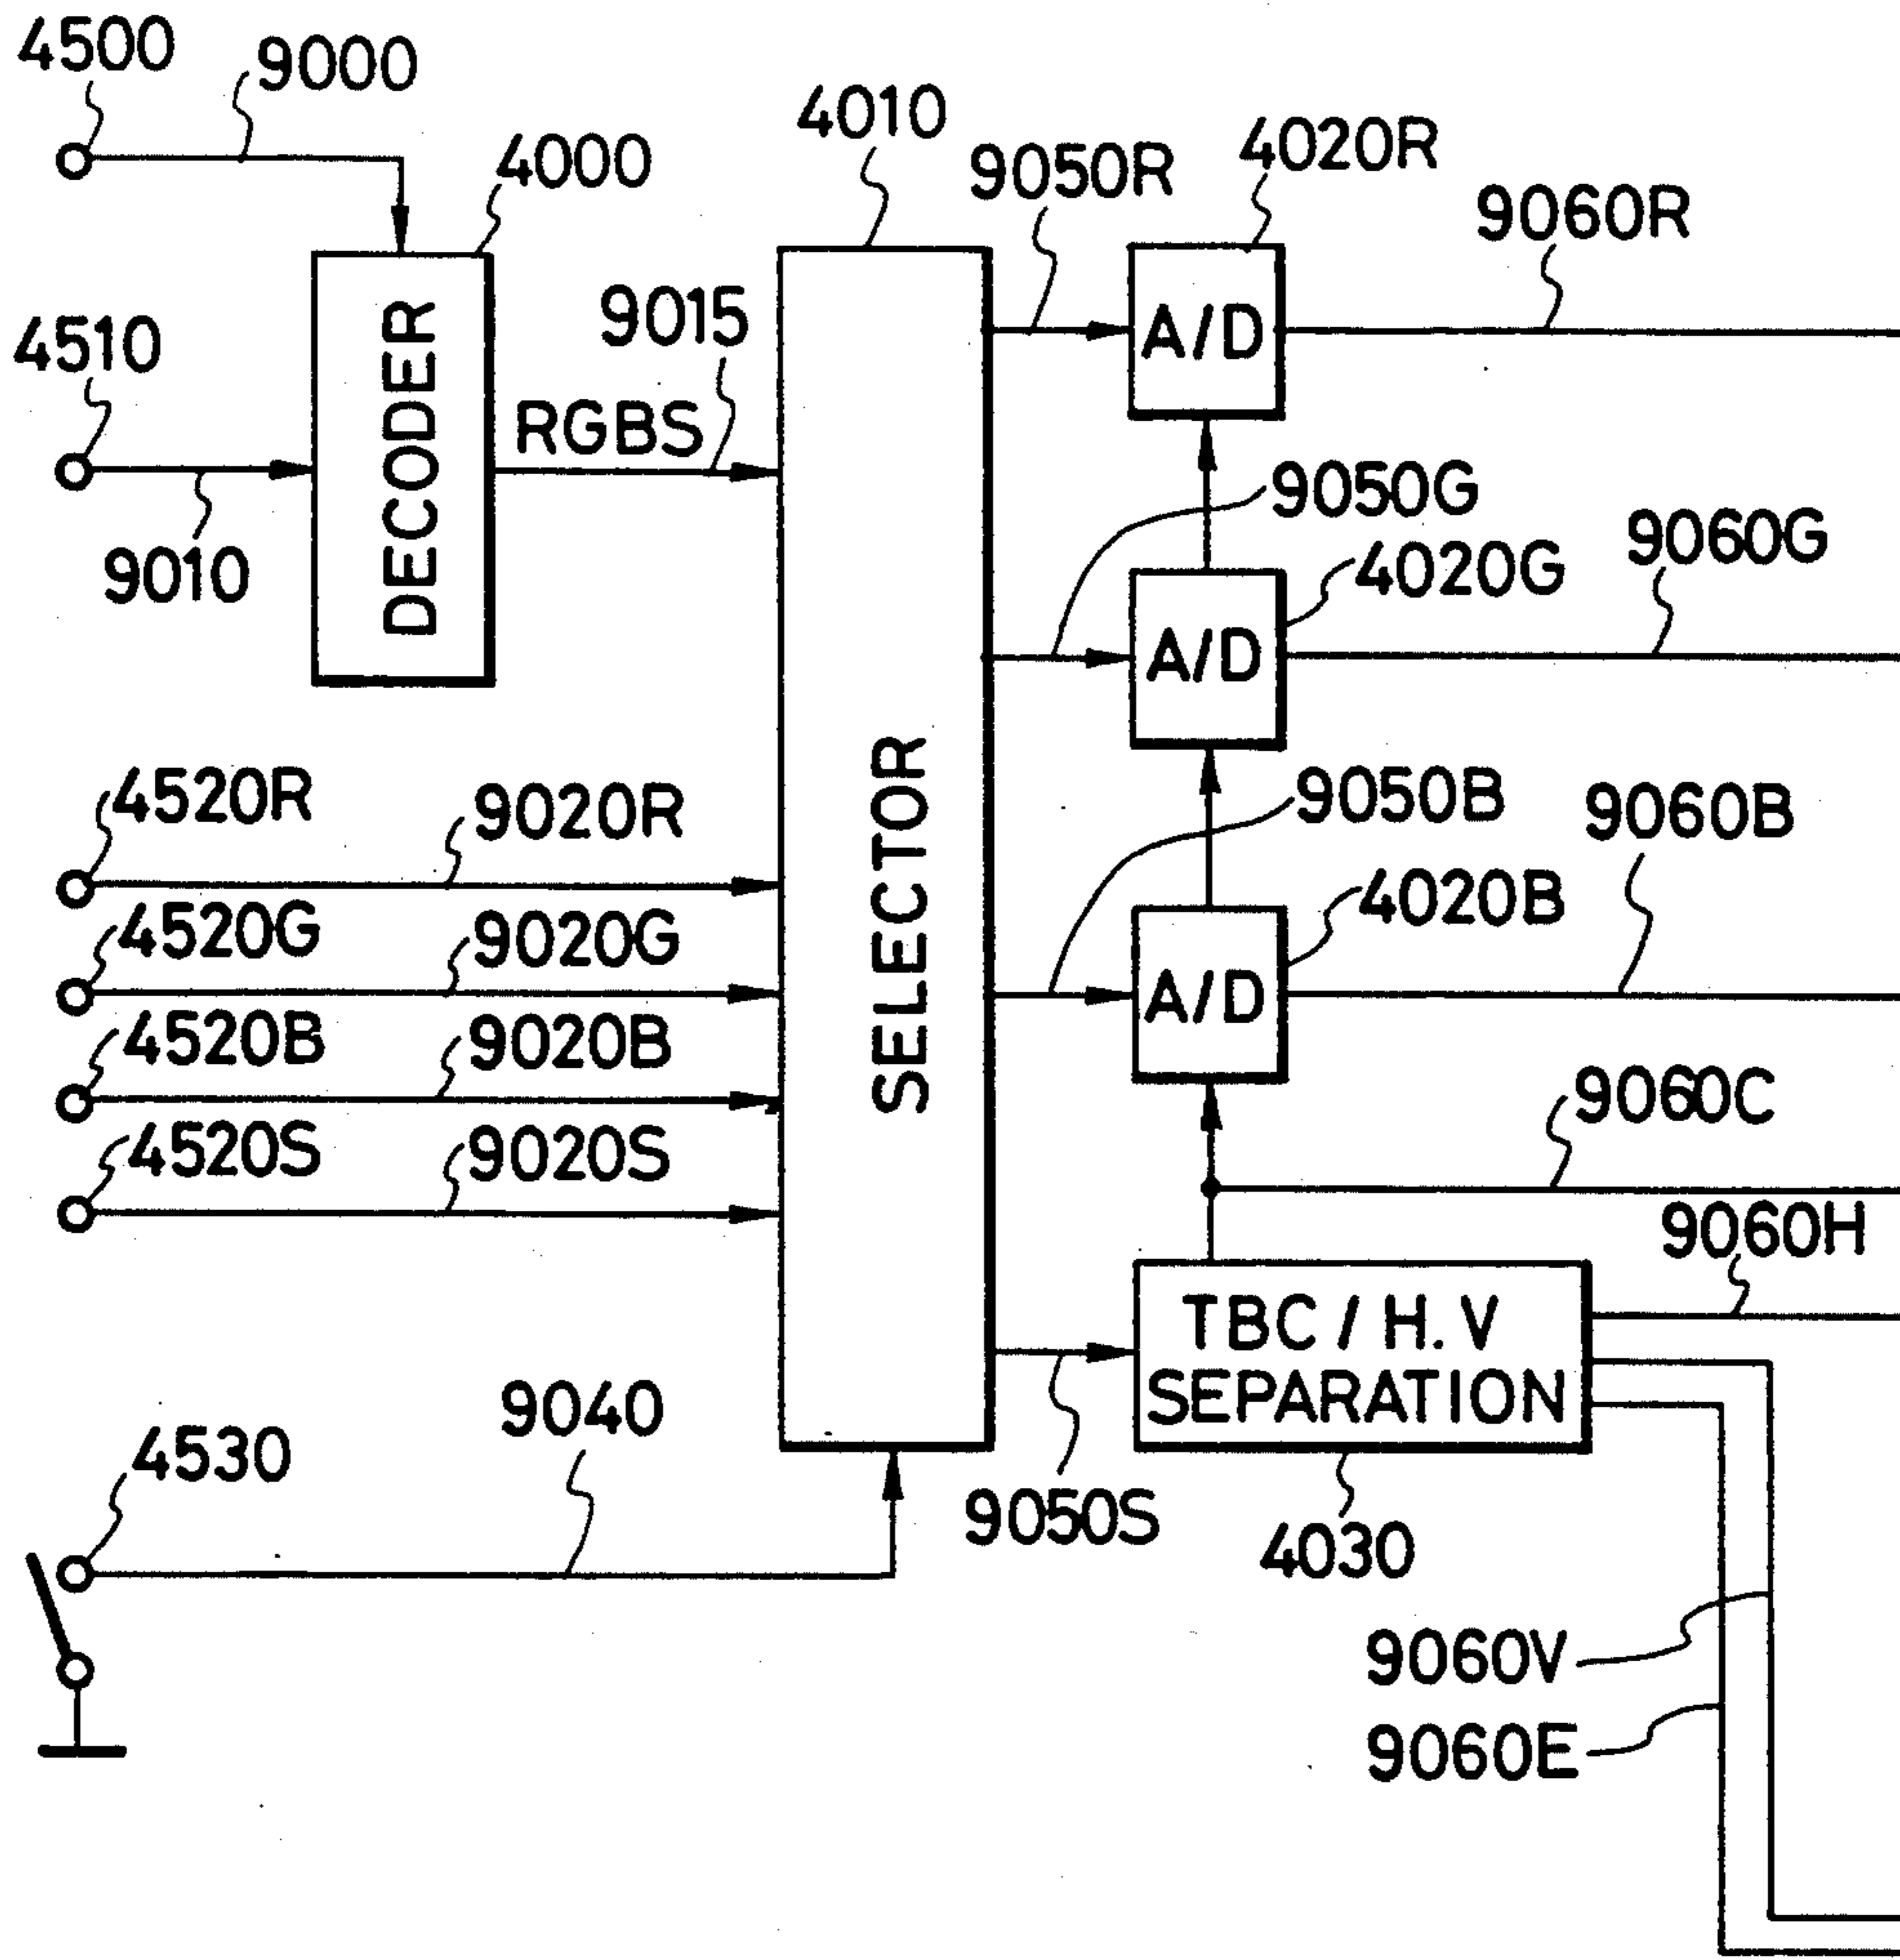 4500
9000
4000
4010
9050R
4020R
9060R
4510
9015
RGBS
9010
DECODER
A/D
9050G
4020G
9060G
A/D
4520R
9020R
SELECTOR
9050B
9060B
4020B
4520G
9020G
A/D
4520B
9020B
4520S
9020S
9060C
9060H
TBC / H. V
SEPARATION
9040
4530
9050S
4030
9060V
9060E